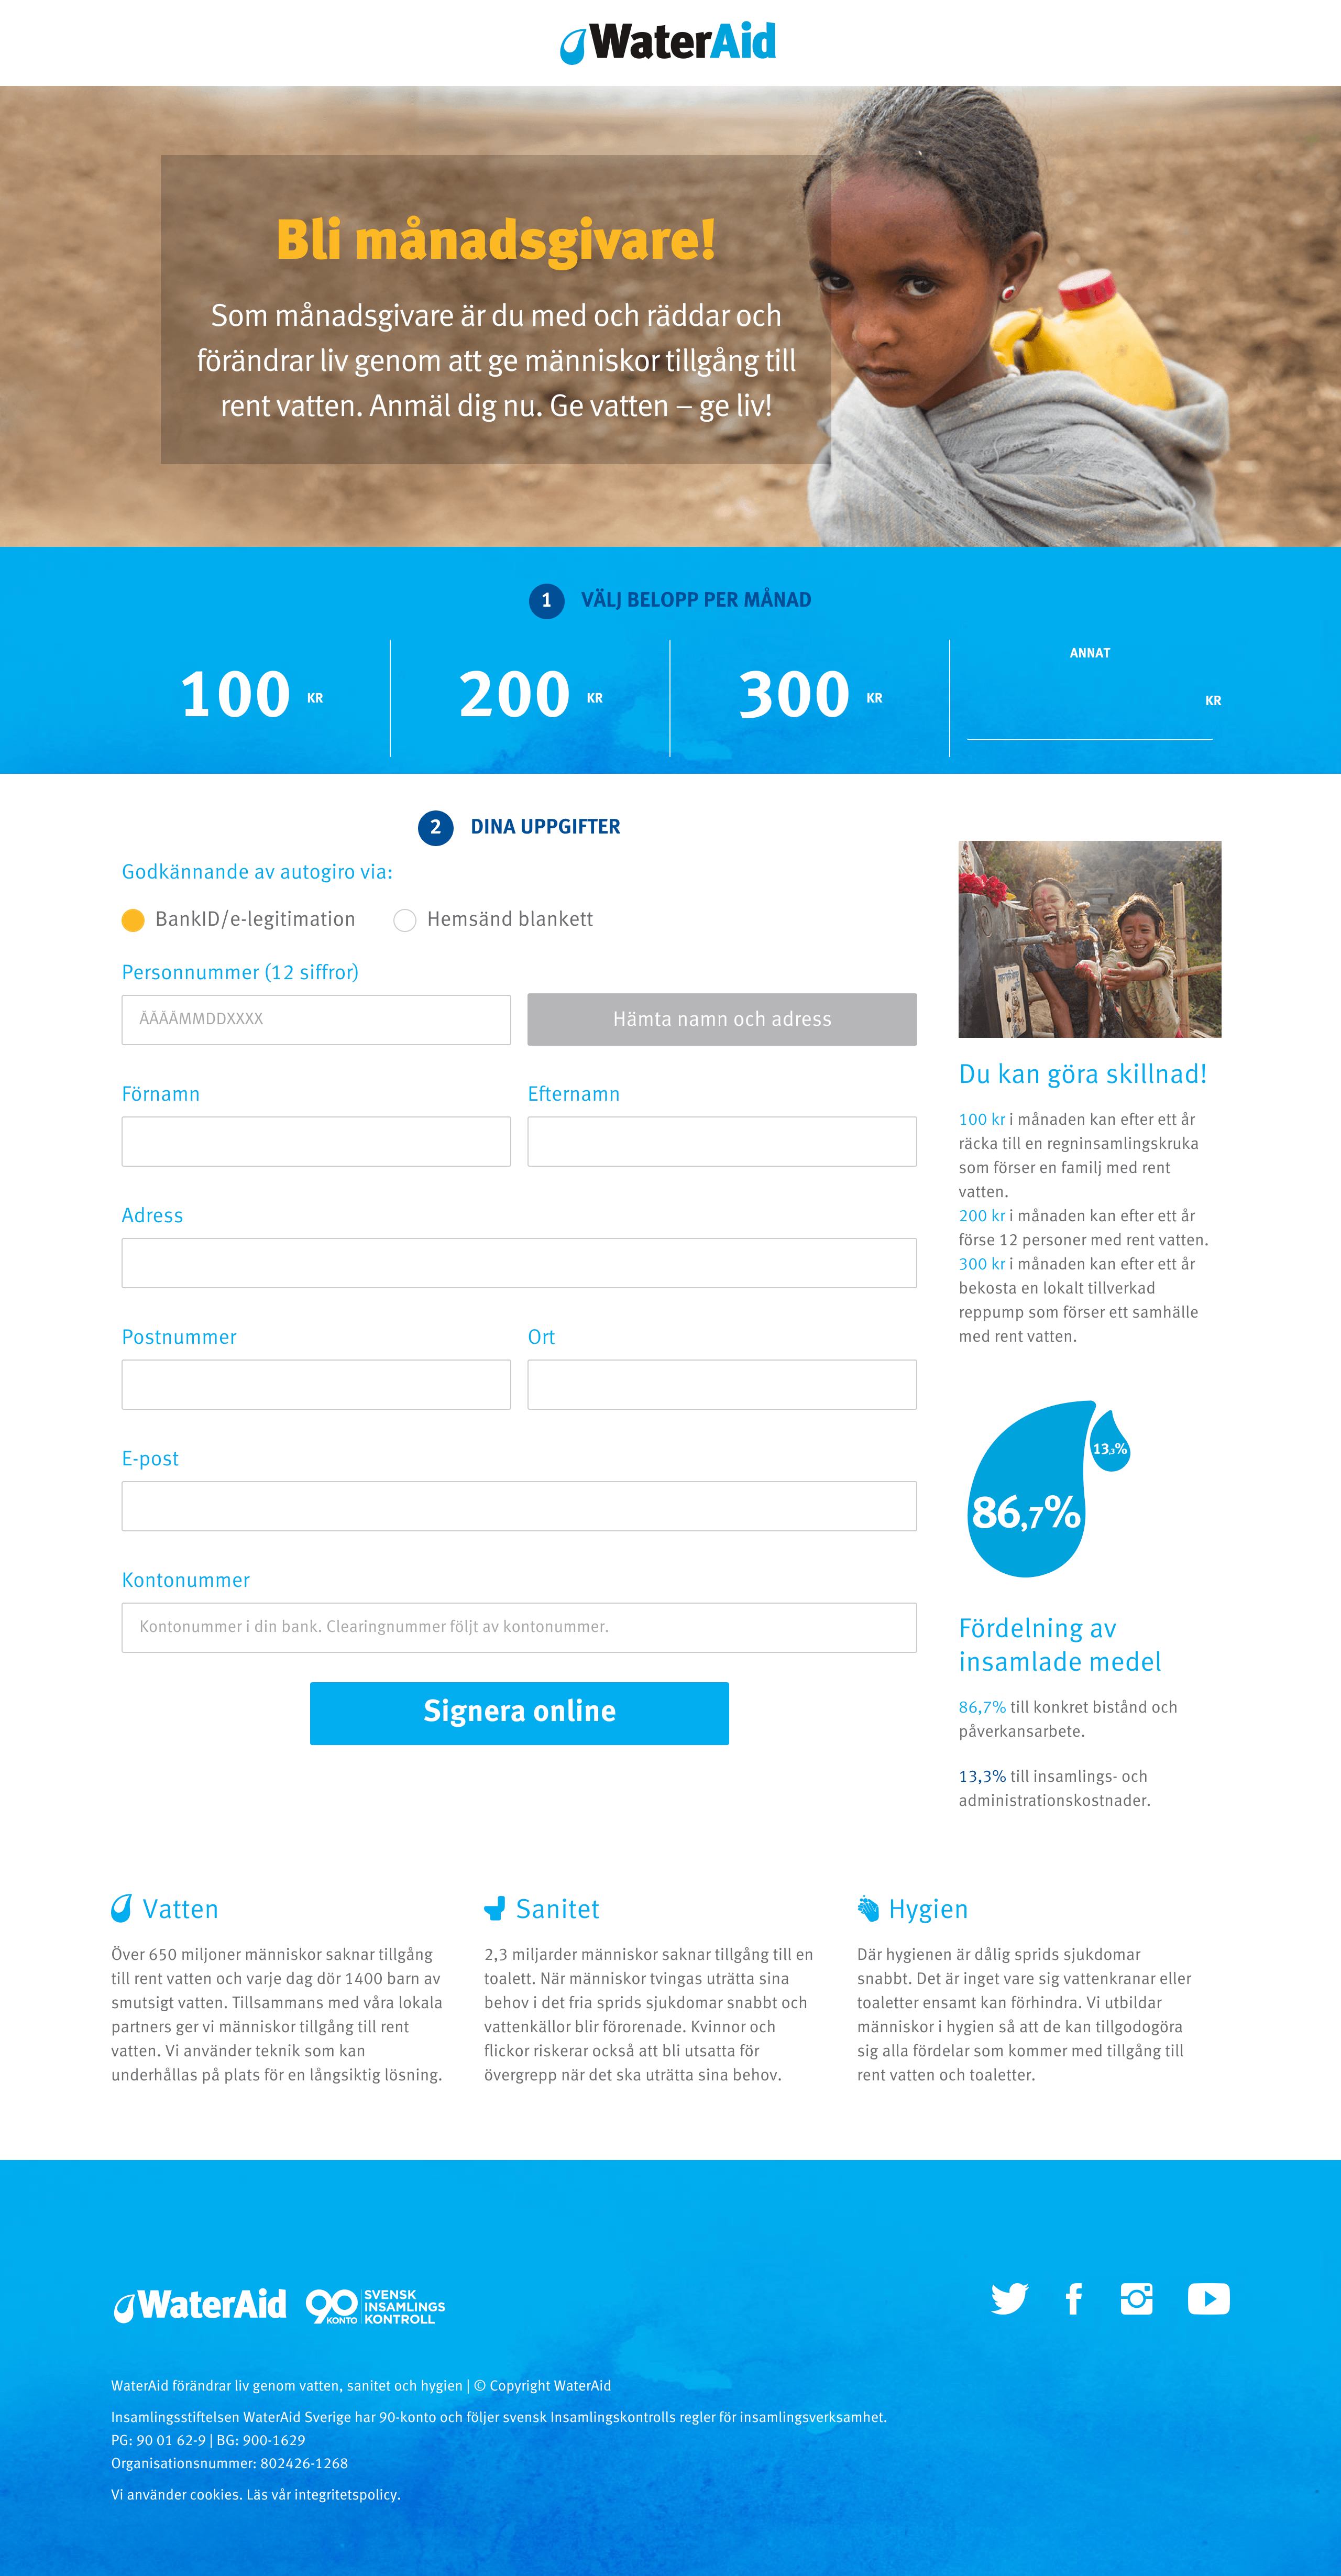 WaterAid
Bli månadsgivare!
Som månadsgivare är du med och räddar och
förändrar liv genom att ge människor tillgång till
rent vatten. Anmäl dig nu. Ge vatten – ge liv!
1 VÄLJ BELOPP PER MÅNAD
100 KR
200 KR
300 KR
ANNAT
KR
2 DINA UPPGIFTER
Godkännande av autogiro via:
BankID/e-legitimation Hemsänd blankett
Personnummer (12 siffror)
ÅÅÅÅMMDDXXXX
Hämta namn och adress
Förnamn
Efternamn
Adress
Postnummer
Ort
E-post
Kontonummer
Kontonummer i din bank. Clearingnummer följt av kontonummer.
Signera online
Du kan göra skillnad!
100 kr i månaden kan efter ett år
räcka till en regninsamlingskruka
som förser en familj med rent
vatten.
200 kr i månaden kan efter ett år
förse 12 personer med rent vatten.
300 kr i månaden kan efter ett år
bekosta en lokalt tillverkad
reppump som förser ett samhälle
med rent vatten.
13,3%
86,7%
Fördelning av
insamlade medel
86,7% till konkret bistånd och
påverkansarbete.
13,3% till insamlings- och
administrationskostnader.
Vatten
Över 650 miljoner människor saknar tillgång
till rent vatten och varje dag dör 1400 barn av
smutsigt vatten. Tillsammans med våra lokala
partners ger vi människor tillgång till rent
vatten. Vi använder teknik som kan
underhållas på plats för en långsiktig lösning.
Sanitet
2,3 miljarder människor saknar tillgång till en
toalett. När människor tvingas uträtta sina
behov i det fria sprids sjukdomar snabbt och
vattenkällor blir förorenade. Kvinnor och
flickor riskerar också att bli utsatta för
övergrepp när det ska uträtta sina behov.
Hygien
Där hygienen är dålig sprids sjukdomar
snabbt. Det är inget vare sig vattenkranar eller
toaletter ensamt kan förhindra. Vi utbildar
människor i hygien så att de kan tillgodogöra
sig alla fördelar som kommer med tillgång till
rent vatten och toaletter.
WaterAid
90 KONTO
SVENSK
INSAMLINGS
KONTROLL
WaterAid förändrar liv genom vatten, sanitet och hygien | © Copyright WaterAid
Insamlingsstiftelsen WaterAid Sverige har 90-konto och följer svensk Insamlingskontrolls regler för insamlingsverksamhet.
PG: 90 01 62-9 | BG: 900-1629
Organisationsnummer: 802426-1268
Vi använder cookies. Läs vår integritetspolicy.